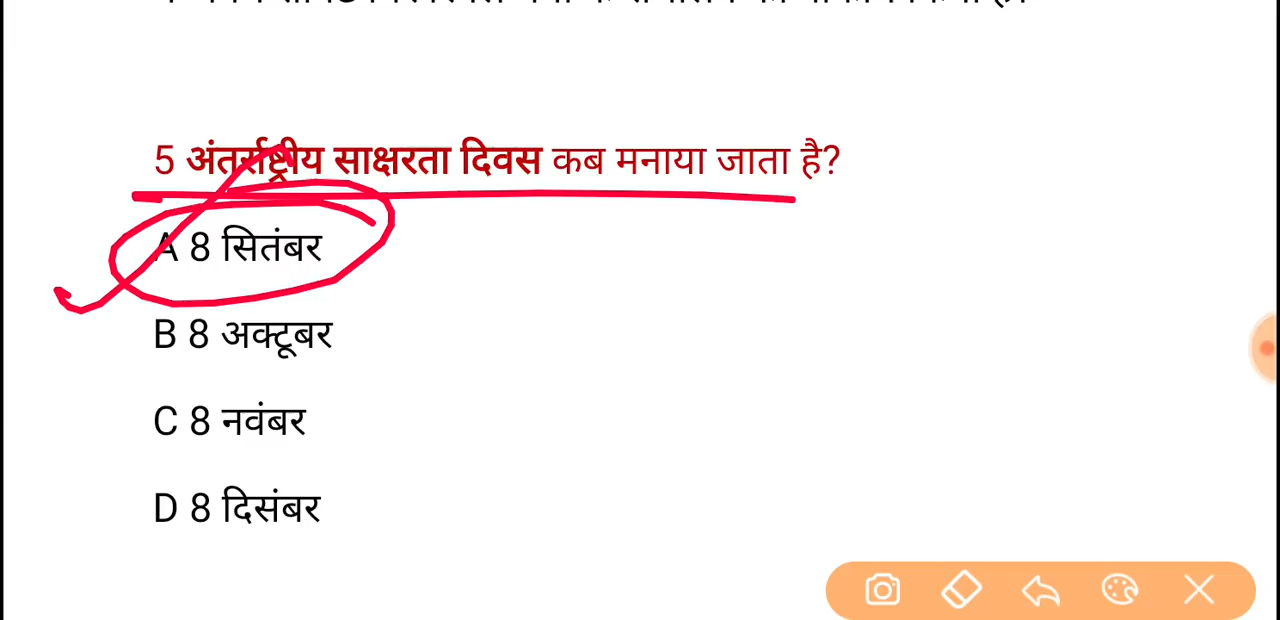 5 अंतर्राष्ट्रीय साक्षरता दिवस कब मनाया जाता है?
A 8 सितंबर
B 8 अक्टूबर
C 8 नवंबर
D 8 दिसंबर